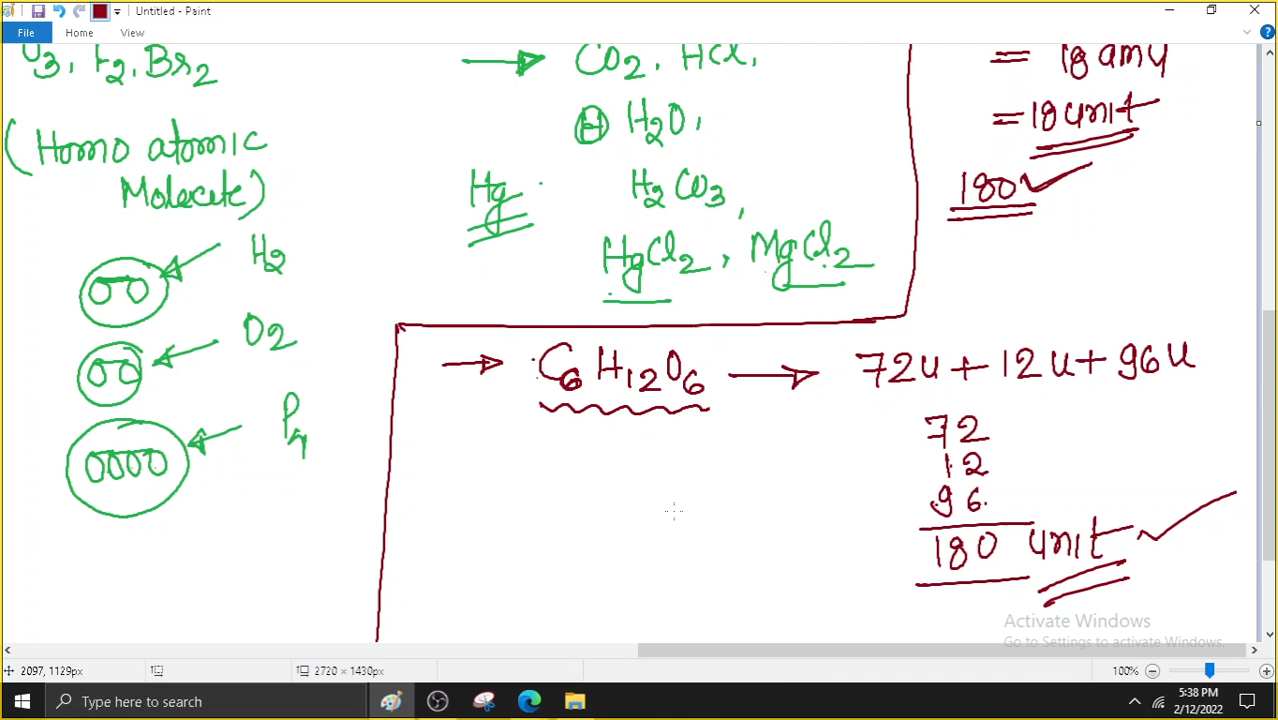 Untitled - Paint
File Home View
O3, F2, Br2
(Homo atomic
Molecule)
H2
O2
P4
CO2, HCl,
H H2O,
Hg H2CO3,
HgCl2, MgCl2
= 18 amu
= 18 unit
180
C6H12O6 72u + 12u + 96u
72
12
96
180 unit
Activate Windows
Go to Settings to activate Windows.
2097, 1129px 2720 × 1430px 100%
Type here to search
5:38 PM
2/12/2022